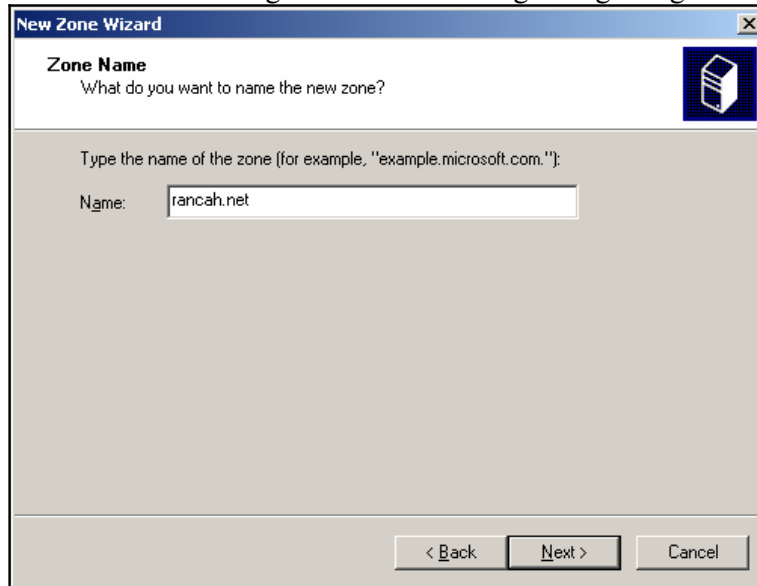 New Zone Wizard
Zone Name
What do you want to name the new zone?
Type the name of the zone (for example, "example.microsoft.com."):
Name: rancah.net
< Back Next > Cancel